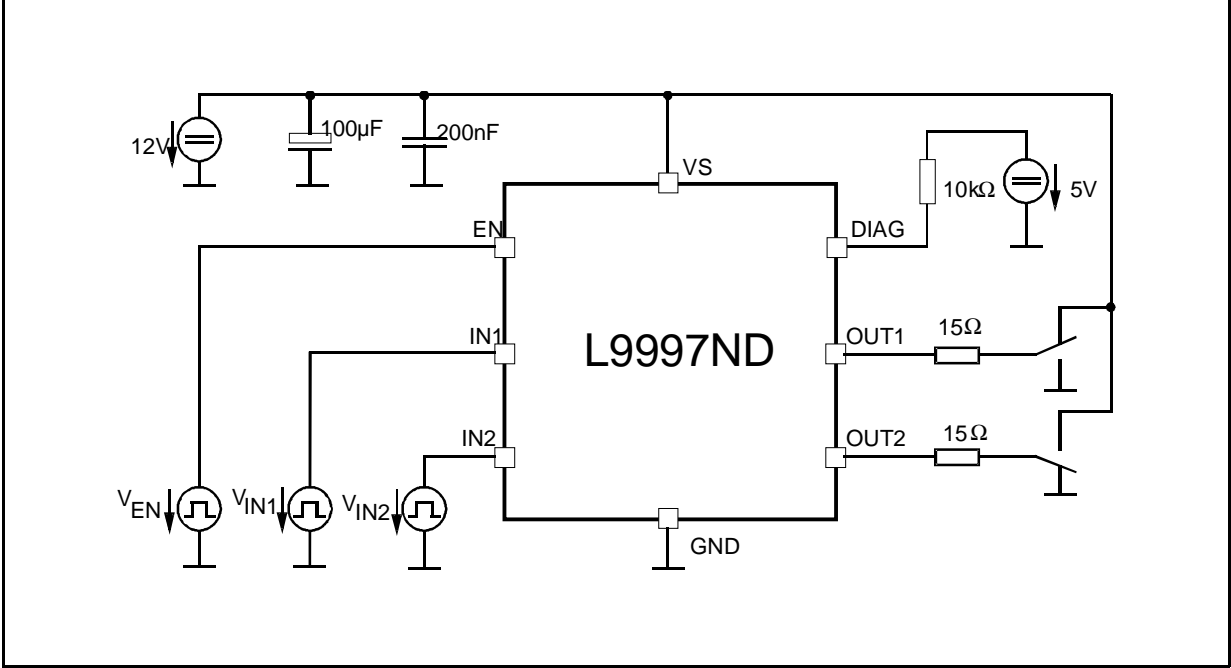 12V
100µF
200nF
VS
10kΩ
5V
EN
DIAG
IN1
L9997ND
OUT1
15Ω
IN2
OUT2
15Ω
VEN
VIN1
VIN2
GND